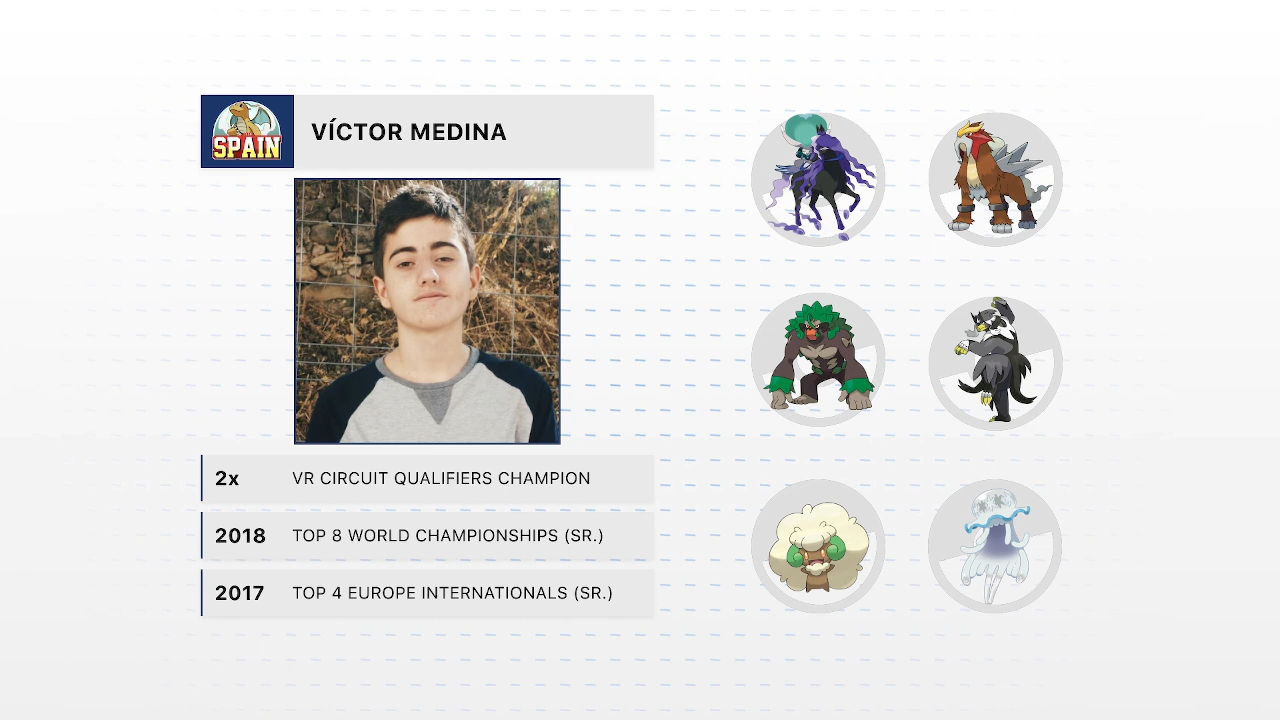 SPAIN
VÍCTOR MEDINA
2x VR CIRCUIT QUALIFIERS CHAMPION
2018 TOP 8 WORLD CHAMPIONSHIPS (SR.)
2017 TOP 4 EUROPE INTERNATIONALS (SR.)